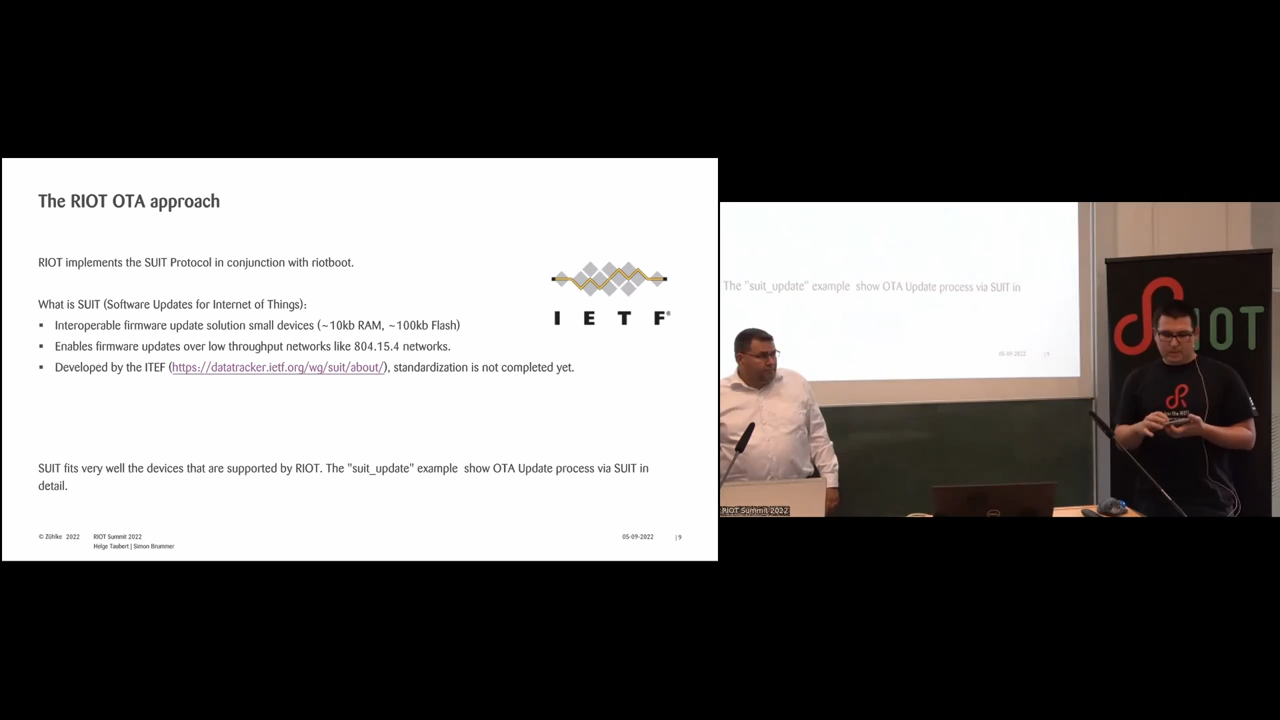 The RIOT OTA approach
RIOT implements the SUIT Protocol in conjunction with riotboot.
What is SUIT (Software Updates for Internet of Things):
▪ Interoperable firmware update solution small devices (~10kb RAM, ~100kb Flash)
▪ Enables firmware updates over low throughput networks like 804.15.4 networks.
▪ Developed by the ITEF (https://datatracker.ietf.org/wg/suit/about/), standardization is not completed yet.
I E T F®
SUIT fits very well the devices that are supported by RIOT. The "suit_update" example show OTA Update process via SUIT in
detail.
© Zühlke 2022
RIOT Summit 2022
Helge Taubert | Simon Brummer
05-09-2022
| 9
The "suit_update" example show OTA Update process via SUIT in
05-09-2022
RIOT
RIOT Summit 2022